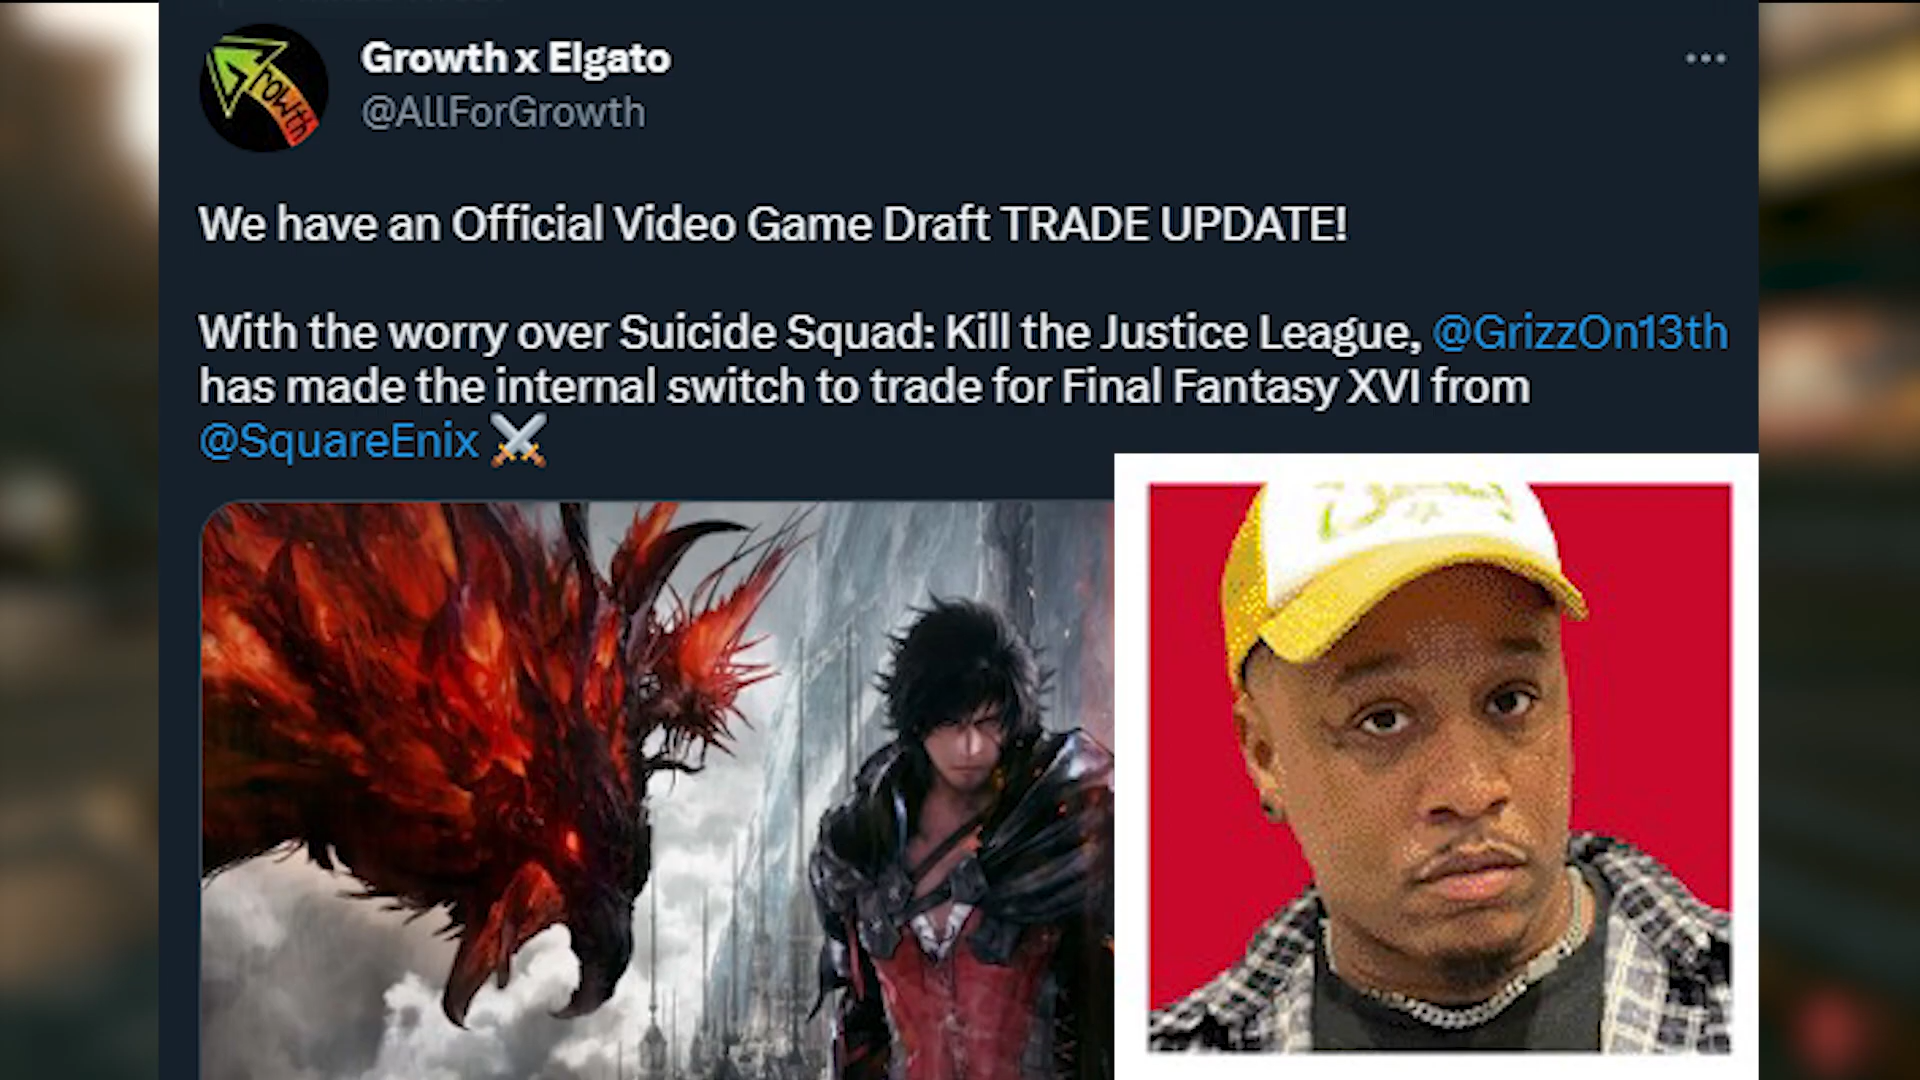 Growth x Elgato
@AllForGrowth
rowth
We have an Official Video Game Draft TRADE UPDATE!
With the worry over Suicide Squad: Kill the Justice League, @GrizzOn13th
has made the internal switch to trade for Final Fantasy XVI from
@SquareEnix ⚔️